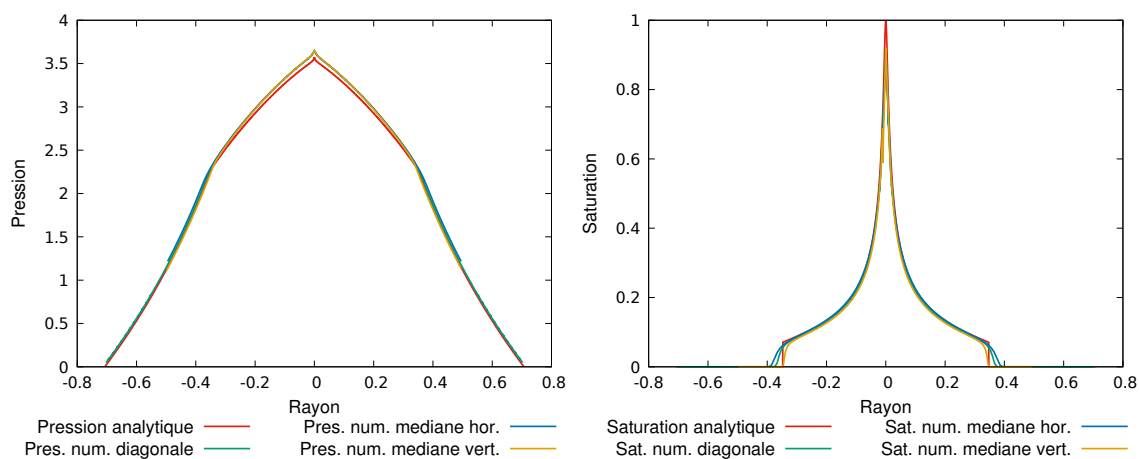 4
3.5
3
2.5
2
1.5
1
0.5
0
Pression
-0.8 -0.6 -0.4 -0.2 0 0.2 0.4 0.6 0.8
Rayon
Pression analytique Pres. num. mediane hor.
Pres. num. diagonale Pres. num. mediane vert.
1
0.8
0.6
0.4
0.2
0
Saturation
-0.8 -0.6 -0.4 -0.2 0 0.2 0.4 0.6 0.8
Rayon
Saturation analytique Sat. num. mediane hor.
Sat. num. diagonale Sat. num. mediane vert.